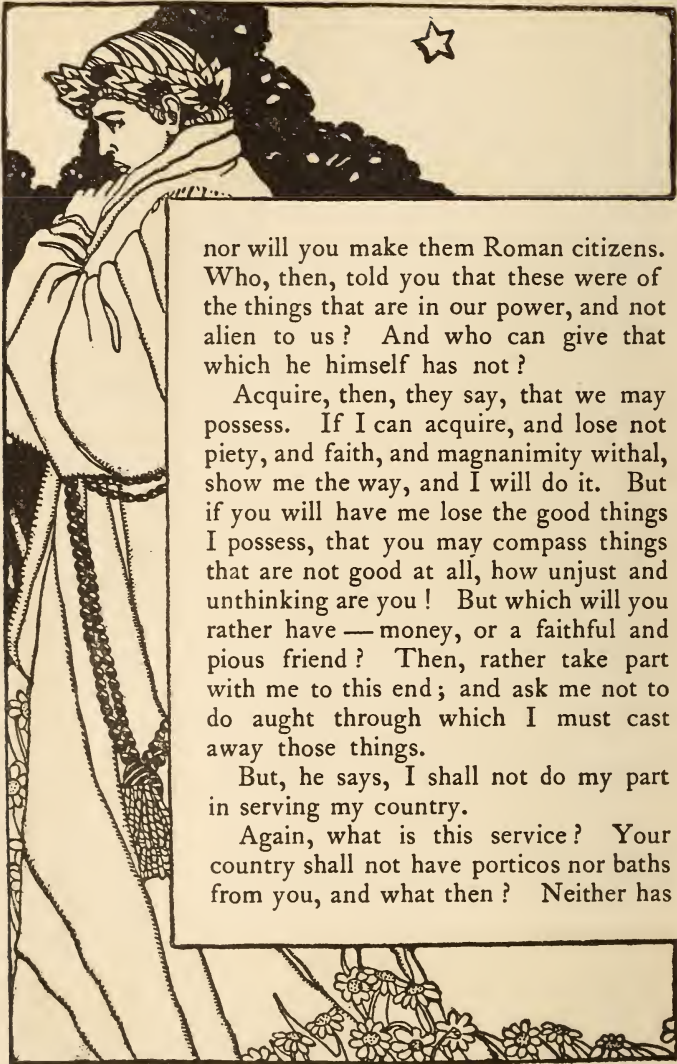 nor will you make them Roman citizens.
Who, then, told you that these were of
the things that are in our power, and not
alien to us ? And who can give that
which he himself has not ?
Acquire, then, they say, that we may
possess. If I can acquire, and lose not
piety, and faith, and magnanimity withal,
show me the way, and I will do it. But
if you will have me lose the good things
I possess, that you may compass things
that are not good at all, how unjust and
unthinking are you ! But which will you
rather have — money, or a faithful and
pious friend ? Then, rather take part
with me to this end ; and ask me not to
do aught through which I must cast
away those things.
But, he says, I shall not do my part
in serving my country.
Again, what is this service ? Your
country shall not have porticos nor baths
from you, and what then ? Neither has